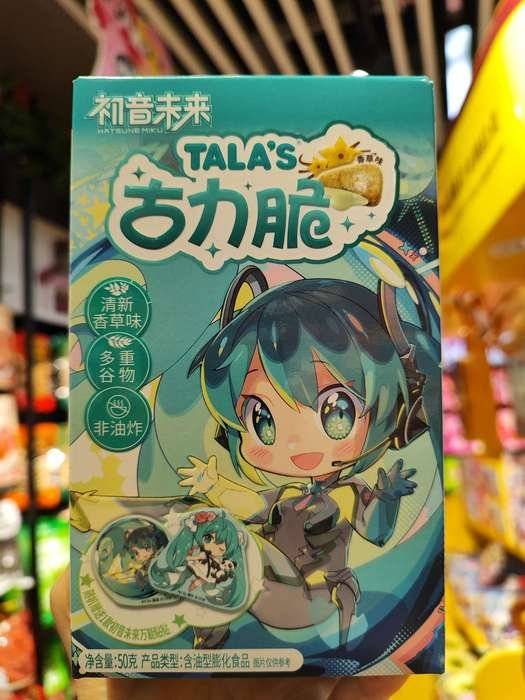 初音未来
HATSUNE MIKU
TALA'S
香草味
古力脆
清新
香草味
多重
谷物
非油炸
净含量:50克 产品类型:含油型膨化食品 图片仅供参考